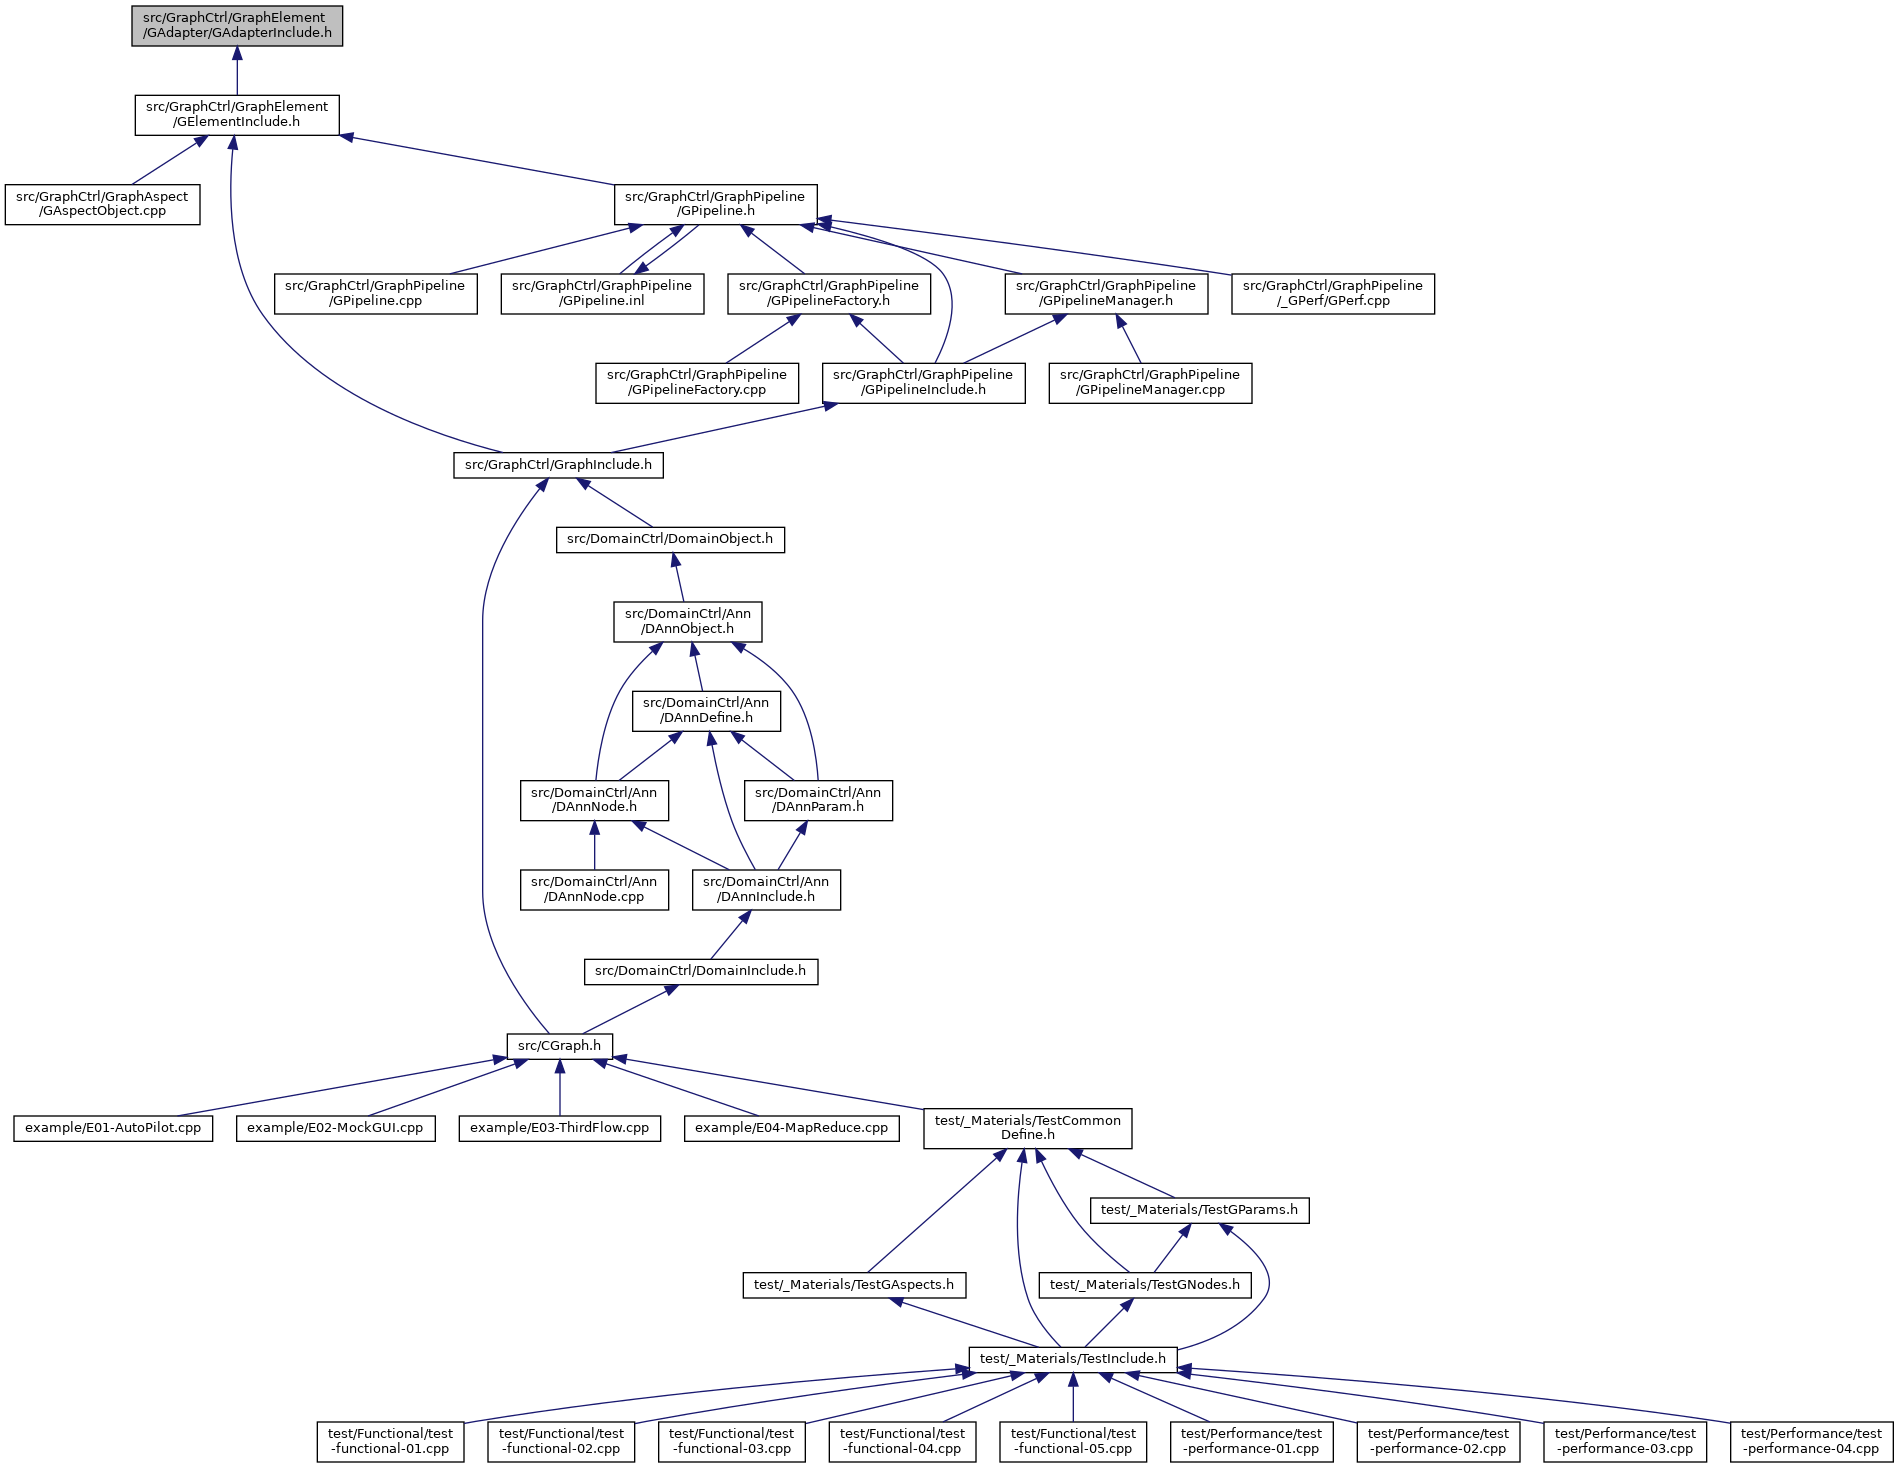 src/GraphCtrl/GraphElement
/GAdapter/GAdapterInclude.h
src/GraphCtrl/GraphElement
/GElementInclude.h
src/GraphCtrl/GraphAspect
/GAspectObject.cpp
src/GraphCtrl/GraphPipeline
/GPipeline.h
src/GraphCtrl/GraphPipeline
/GPipeline.cpp
src/GraphCtrl/GraphPipeline
/GPipeline.inl
src/GraphCtrl/GraphPipeline
/GPipelineFactory.h
src/GraphCtrl/GraphPipeline
/GPipelineManager.h
src/GraphCtrl/GraphPipeline
/_GPerf/GPerf.cpp
src/GraphCtrl/GraphPipeline
/GPipelineFactory.cpp
src/GraphCtrl/GraphPipeline
/GPipelineInclude.h
src/GraphCtrl/GraphPipeline
/GPipelineManager.cpp
src/GraphCtrl/GraphInclude.h
src/DomainCtrl/DomainObject.h
src/DomainCtrl/Ann
/DAnnObject.h
src/DomainCtrl/Ann
/DAnnDefine.h
src/DomainCtrl/Ann
/DAnnNode.h
src/DomainCtrl/Ann
/DAnnParam.h
src/DomainCtrl/Ann
/DAnnNode.cpp
src/DomainCtrl/Ann
/DAnnInclude.h
src/DomainCtrl/DomainInclude.h
src/CGraph.h
example/E01-AutoPilot.cpp
example/E02-MockGUI.cpp
example/E03-ThirdFlow.cpp
example/E04-MapReduce.cpp
test/_Materials/TestCommon
Define.h
test/_Materials/TestGParams.h
test/_Materials/TestGAspects.h
test/_Materials/TestGNodes.h
test/_Materials/TestInclude.h
test/Functional/test
-functional-01.cpp
test/Functional/test
-functional-02.cpp
test/Functional/test
-functional-03.cpp
test/Functional/test
-functional-04.cpp
test/Functional/test
-functional-05.cpp
test/Performance/test
-performance-01.cpp
test/Performance/test
-performance-02.cpp
test/Performance/test
-performance-03.cpp
test/Performance/test
-performance-04.cpp